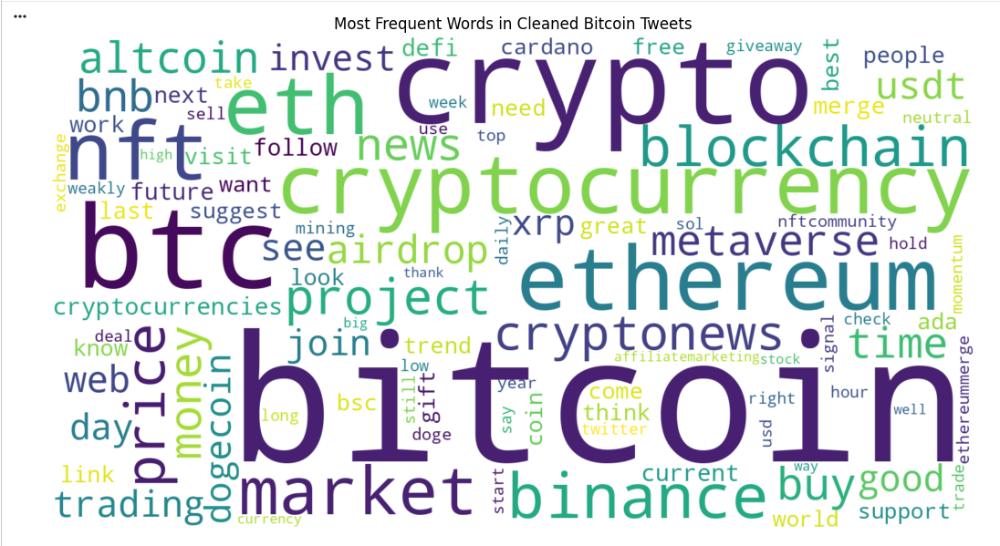 •••
Most Frequent Words in Cleaned Bitcoin Tweets
altcoin
invest
defi
cardano
free
giveaway
best
people
bnb
next
take
eth
crypto
week
need
merge
usdt
neutral
work
sell
use
top
nft
high
visit
follow
news
blockchain
exchange
weakly
future
want
cryptocurrency
last
suggest
btc
mining
see
airdrop
daily
xrp
great
sol
nftcommunity
metaverse
hold
momentum
look
thank
ethereum
cryptocurrencies
project
big
join
trend
cryptonews
signal
check
ada
time
deal
know
price
money
affiliatemarketing
stock
ethereummerge
web
dogecoin
bitcoin
low
still
gift
year
come
think
twitter
right
hour
well
long
bsc
say
coin
usd
day
doge
link
trading
market
start
binance
current
way
buy
good
trade
currency
world
support